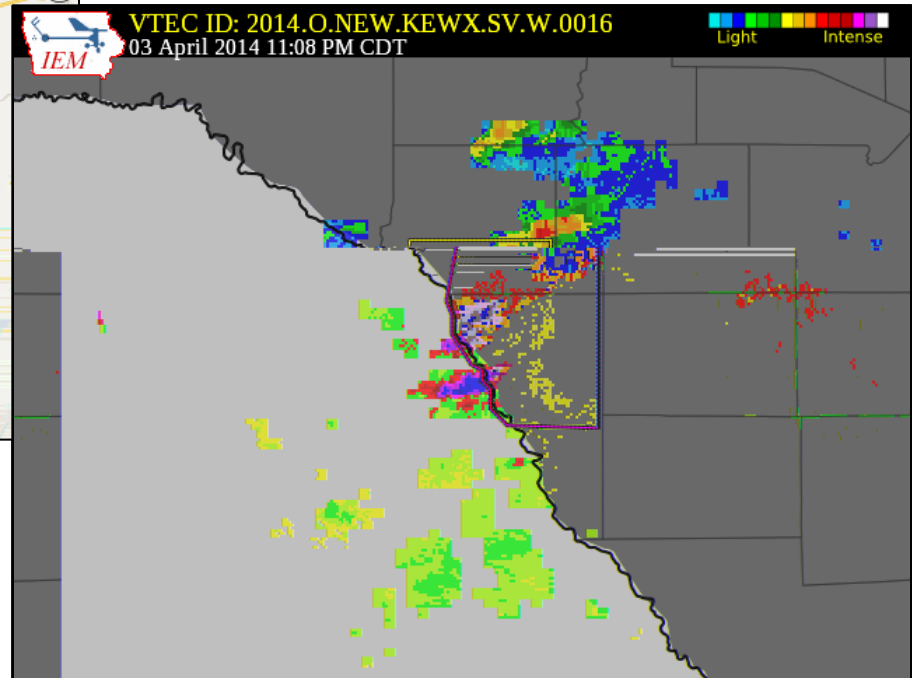 VTEC ID: 2014.O.NEW.KEWX.SV.W.0016
03 April 2014 11:08 PM CDT
IEM
Light Intense